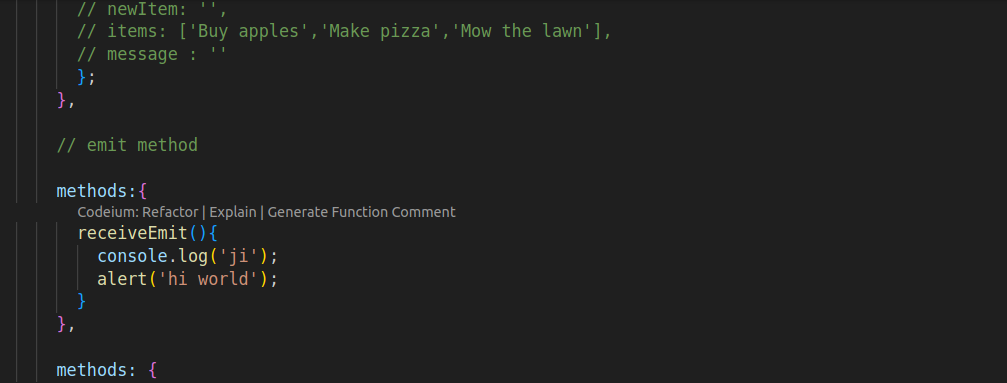 // newItem: '',
// items: ['Buy apples','Make pizza','Mow the lawn'],
// message : ''
};
},
// emit method
methods:{
Codeium: Refactor | Explain | Generate Function Comment
receiveEmit(){
console.log('ji');
alert('hi world');
}
},
methods: {